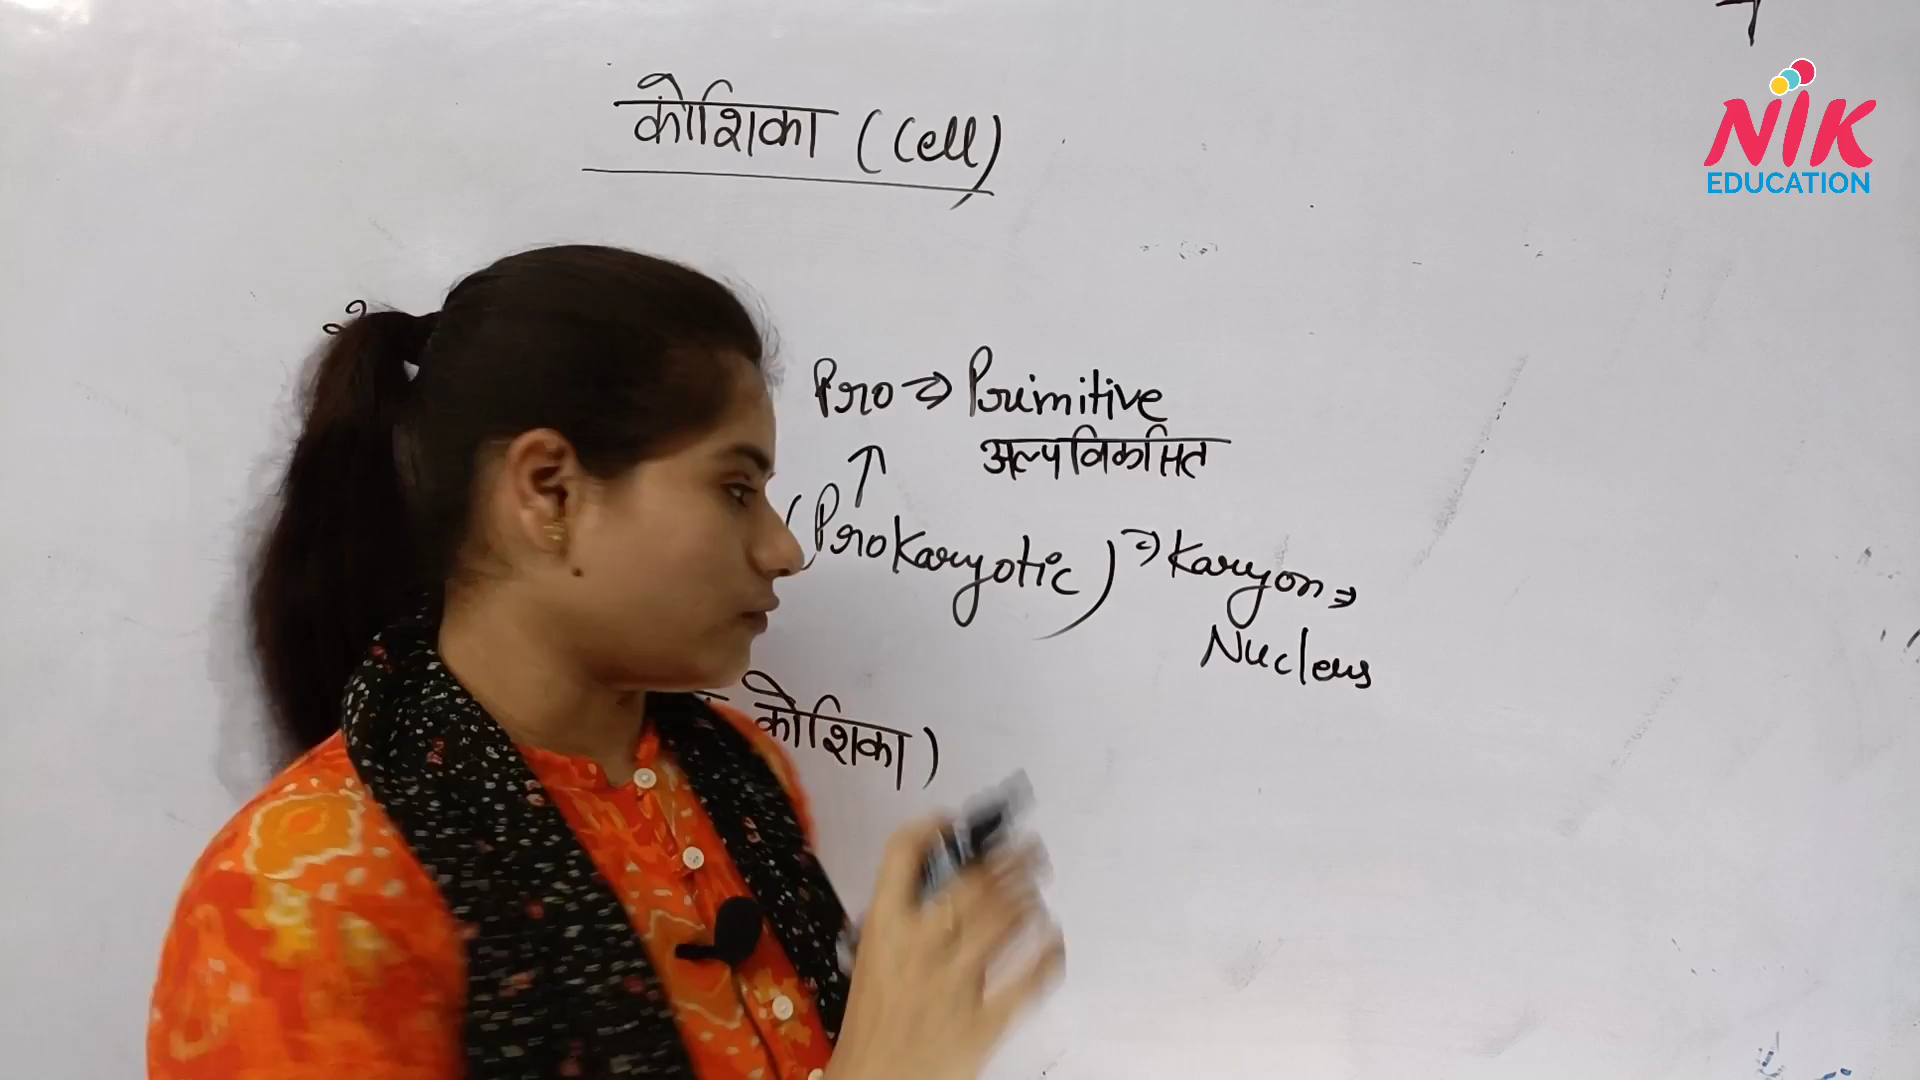 कोशिका (Cell)
NIK
EDUCATION
Pro ⇒ Primitive
अल्पविकसित
↑
(Prokaryotic) ⇒ Karyon ⇒
Nucleus
कोशिका)